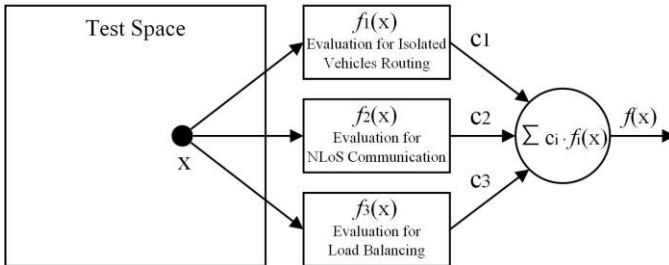 Test Space
x
f1(x)
Evaluation for Isolated
Vehicles Routing
f2(x)
Evaluation for
NLoS Communication
f3(x)
Evaluation for
Load Balancing
c1
c2
c3
∑ ci · fi(x)
f(x)